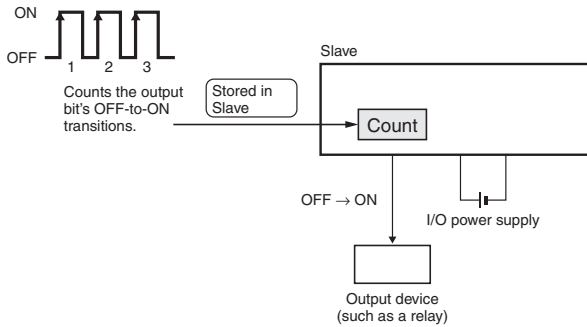 ON
OFF
1 2 3
Counts the output
bit's OFF-to-ON
transitions.
Stored in
Slave
Slave
Count
OFF → ON
I/O power supply
Output device
(such as a relay)